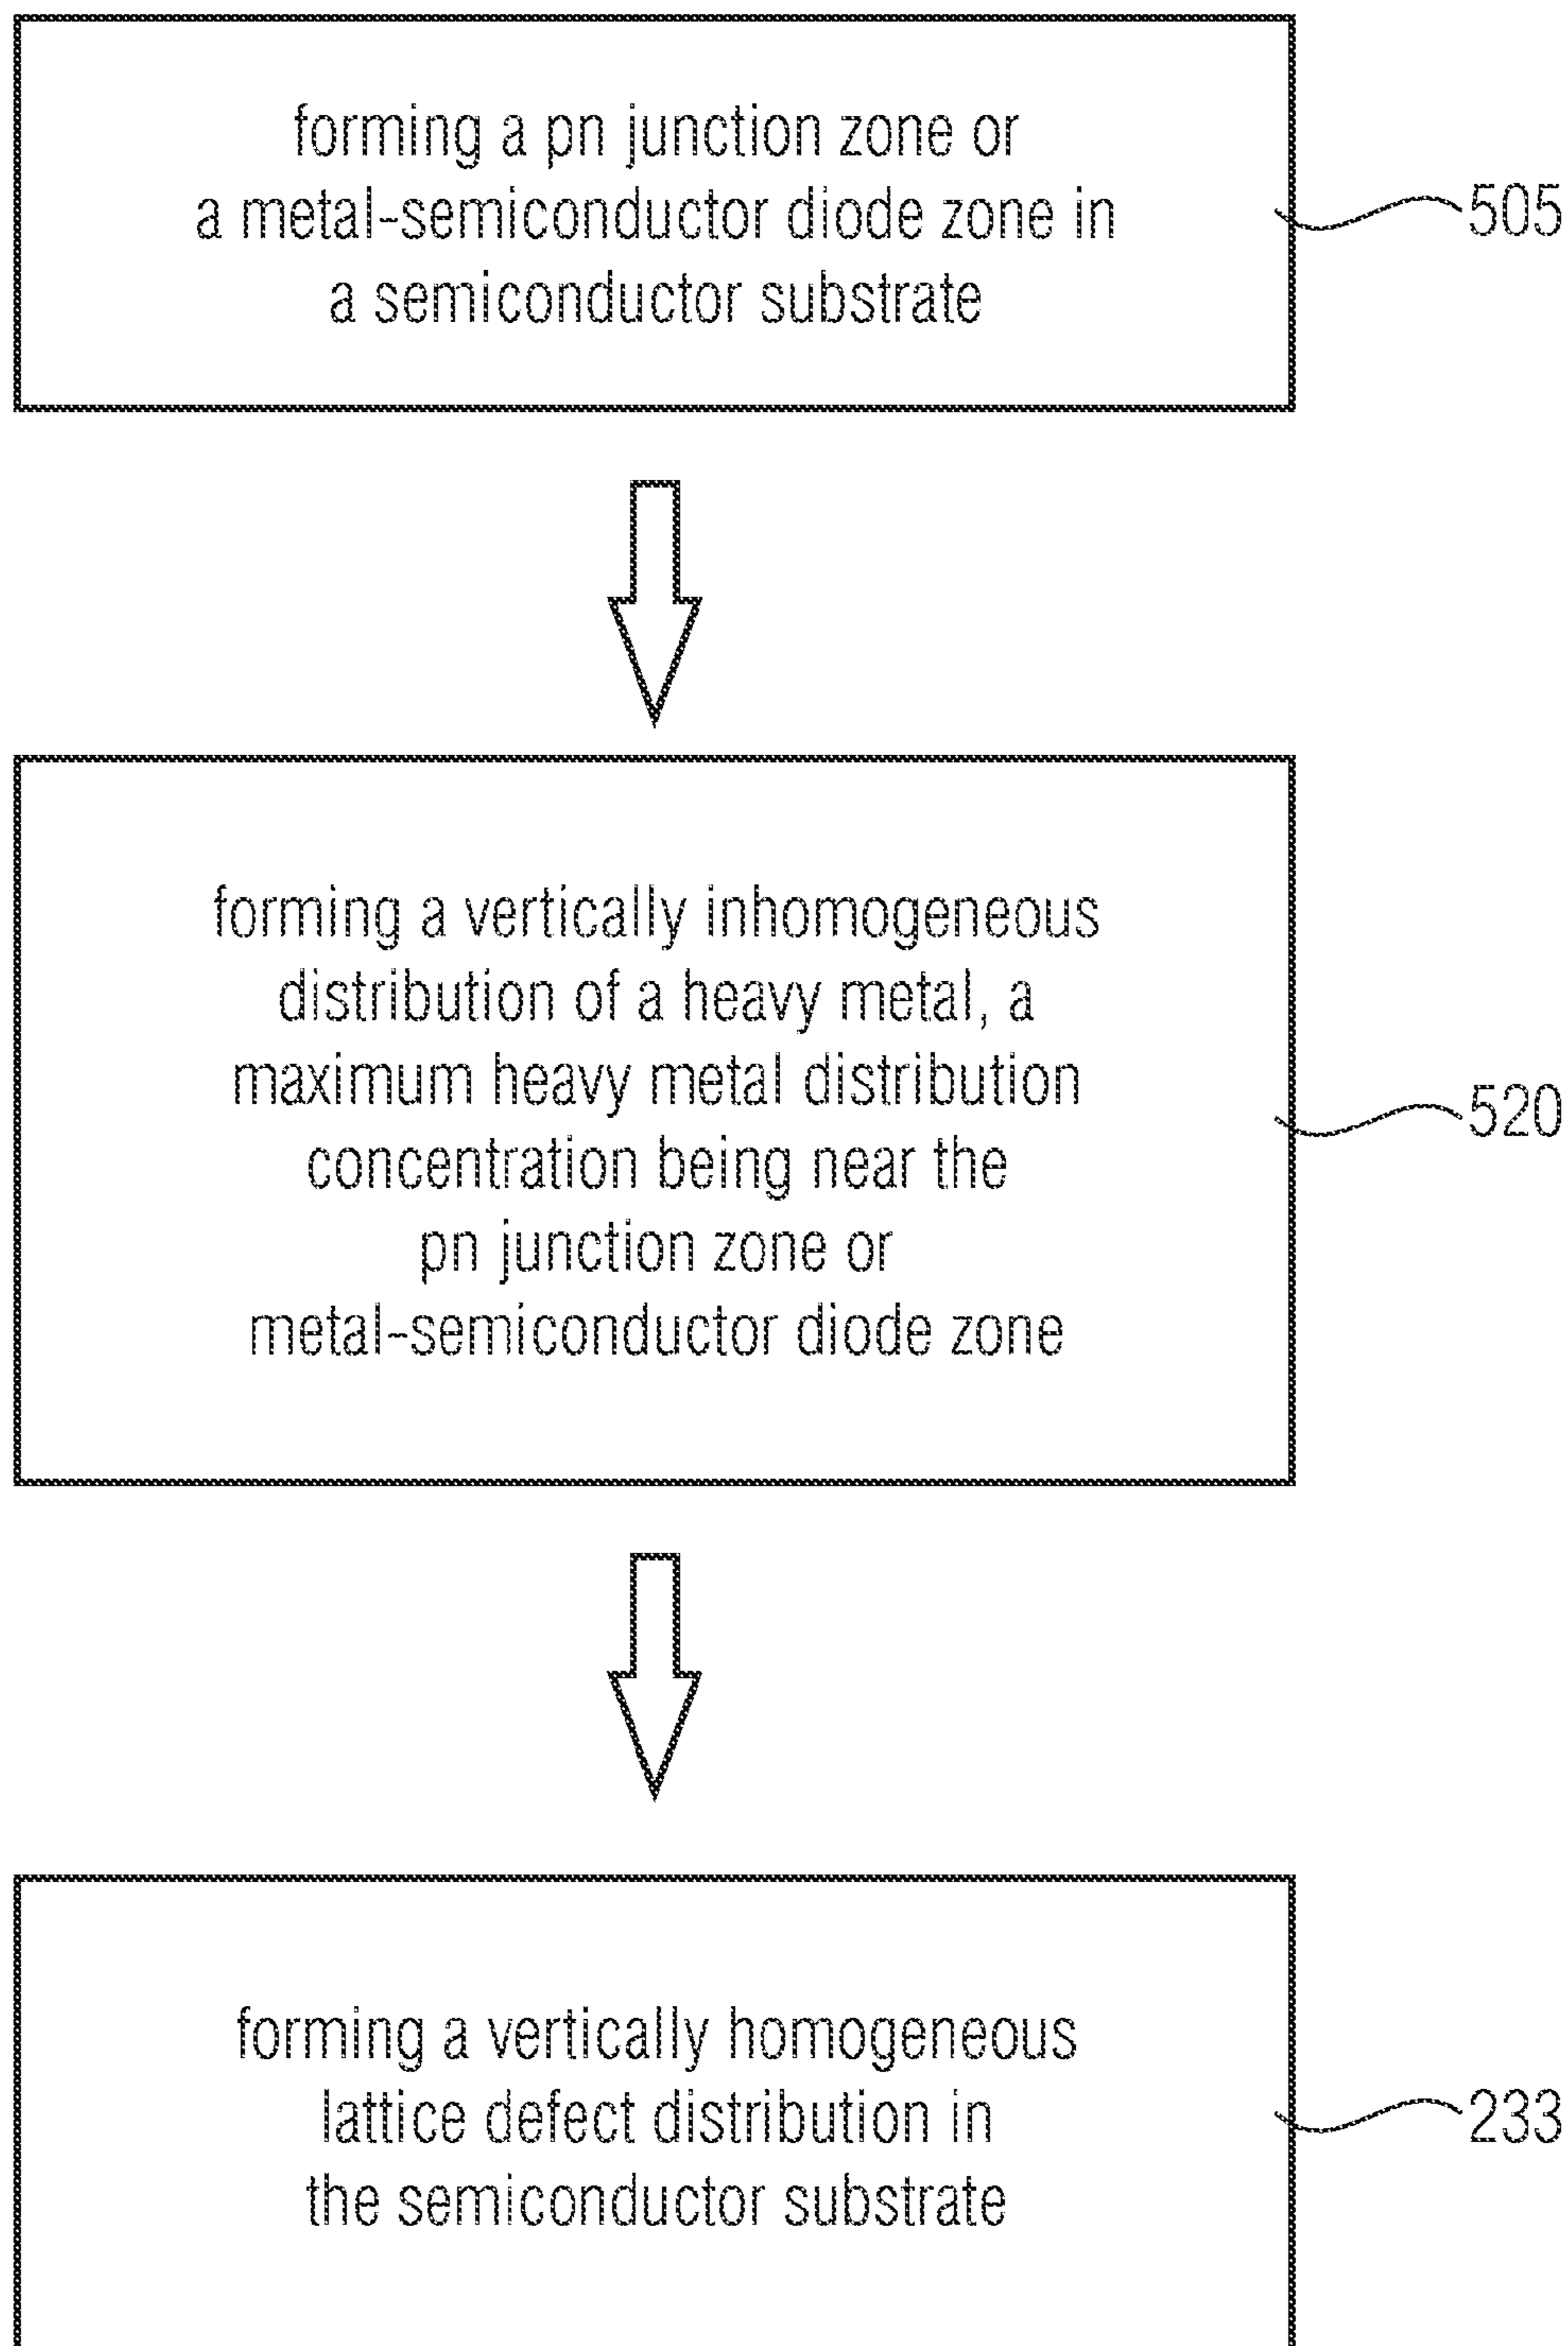 forming a pn junction zone or
a metal-semiconductor diode zone in
a semiconductor substrate
505
forming a vertically inhomogeneous
distribution of a heavy metal, a
maximum heavy metal distribution
concentration being near the
pn junction zone or
metal-semiconductor diode zone
520
forming a vertically homogeneous
lattice defect distribution in
the semiconductor substrate
233